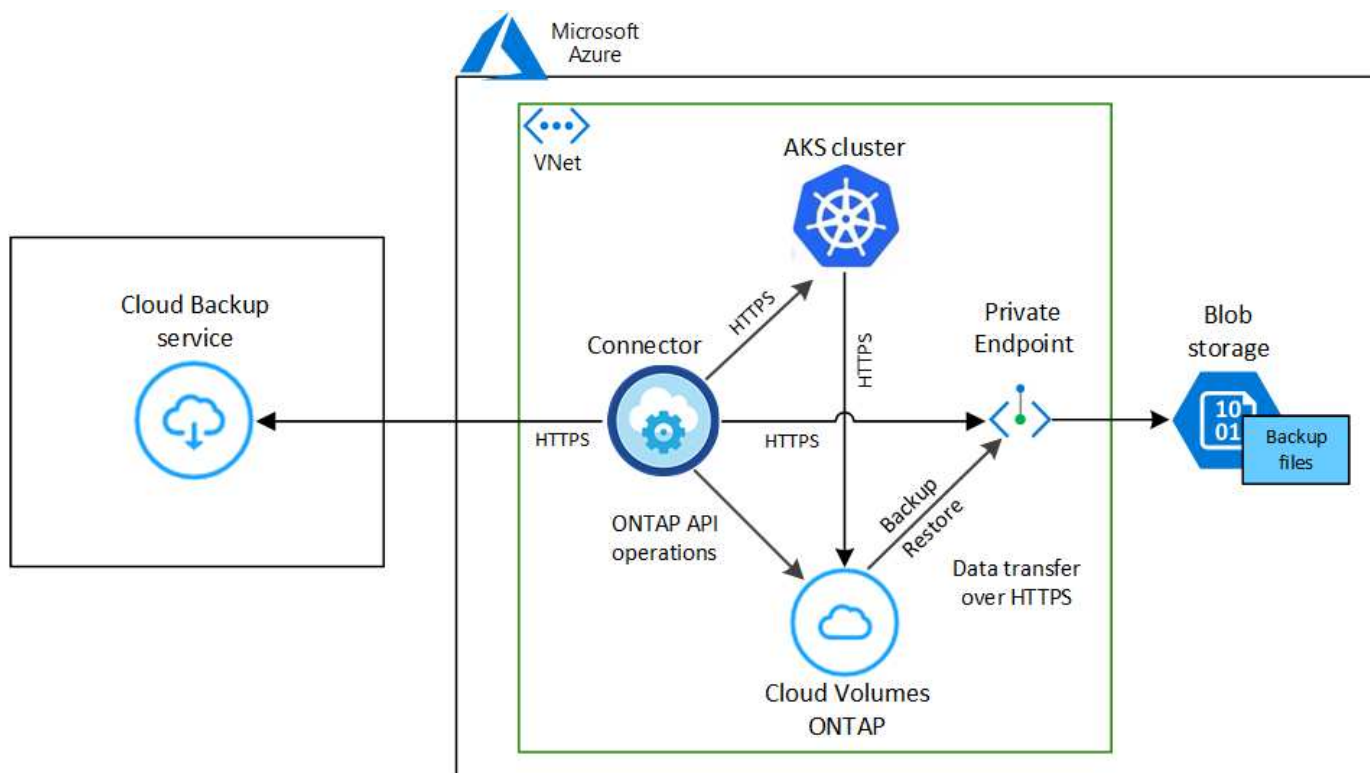 Microsoft
Azure
VNet
AKS cluster
Cloud Backup
service
Connector
HTTPS
HTTPS
Private
Endpoint
Blob
storage
10
01
Backup
files
HTTPS
HTTPS
ONTAP API
operations
Backup
Restore
Data transfer
over HTTPS
Cloud Volumes
ONTAP